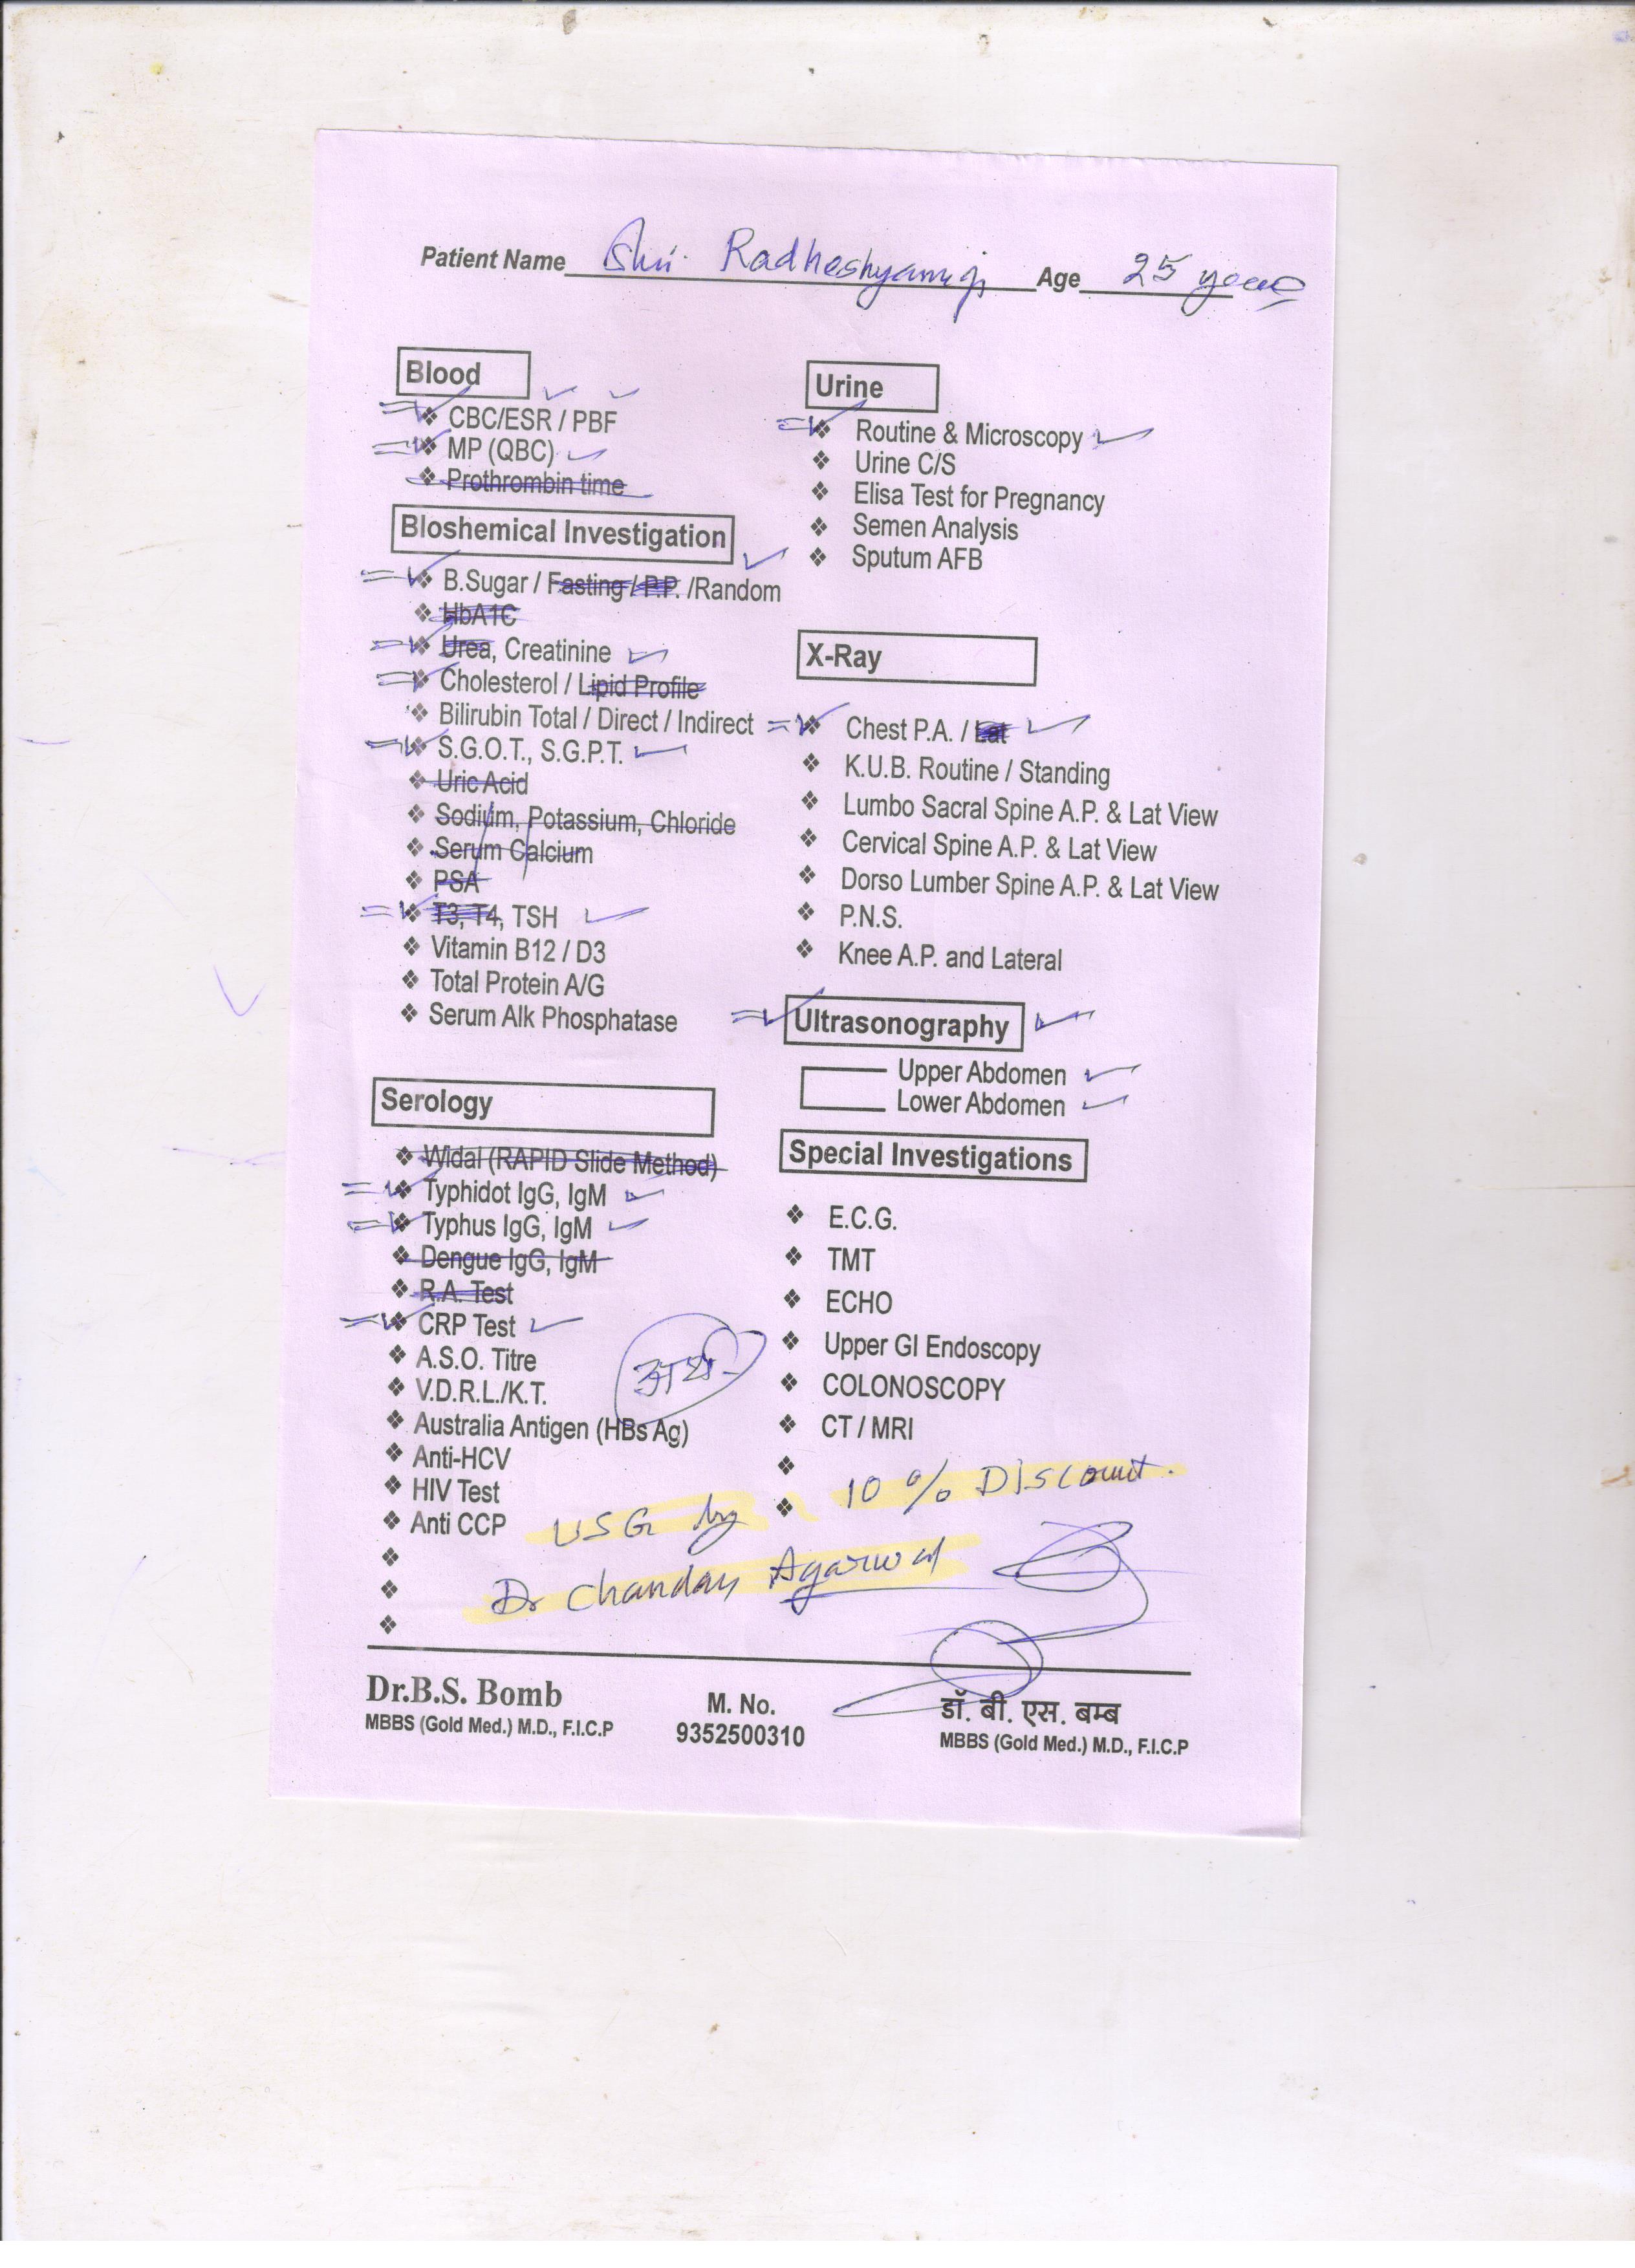 Patient Name Shri. Radheshyamji Age 25 years
Blood
CBC/ESR / PBF
MP (QBC)
Prothrombin time
Bloshemical Investigation
B.Sugar / Fasting / P.P. /Random
HbA1C
Urea, Creatinine
Cholesterol / Lipid Profile
Bilirubin Total / Direct / Indirect
S.G.O.T., S.G.P.T.
Uric Acid
Sodium, Potassium, Chloride
Serum Calcium
PSA
T3, T4, TSH
Vitamin B12 / D3
Total Protein A/G
Serum Alk Phosphatase
Serology
Widal (RAPID Slide Method)
Typhidot IgG, IgM
Typhus IgG, IgM
Dengue IgG, IgM
R.A. Test
CRP Test
A.S.O. Titre
V.D.R.L./K.T.
Australia Antigen (HBs Ag)
Anti-HCV
HIV Test
Anti CCP
Urine
Routine & Microscopy
Urine C/S
Elisa Test for Pregnancy
Semen Analysis
Sputum AFB
X-Ray
Chest P.A. / Lat
K.U.B. Routine / Standing
Lumbo Sacral Spine A.P. & Lat View
Cervical Spine A.P. & Lat View
Dorso Lumber Spine A.P. & Lat View
P.N.S.
Knee A.P. and Lateral
Ultrasonography
Upper Abdomen
Lower Abdomen
Special Investigations
E.C.G.
TMT
ECHO
Upper GI Endoscopy
COLONOSCOPY
CT / MRI
10 % Discount.
USG by
Dr Chandan Agarwal
Dr.B.S. Bomb
MBBS (Gold Med.) M.D., F.I.C.P
M. No.
9352500310
डॉ. बी. एस. बम्ब
MBBS (Gold Med.) M.D., F.I.C.P